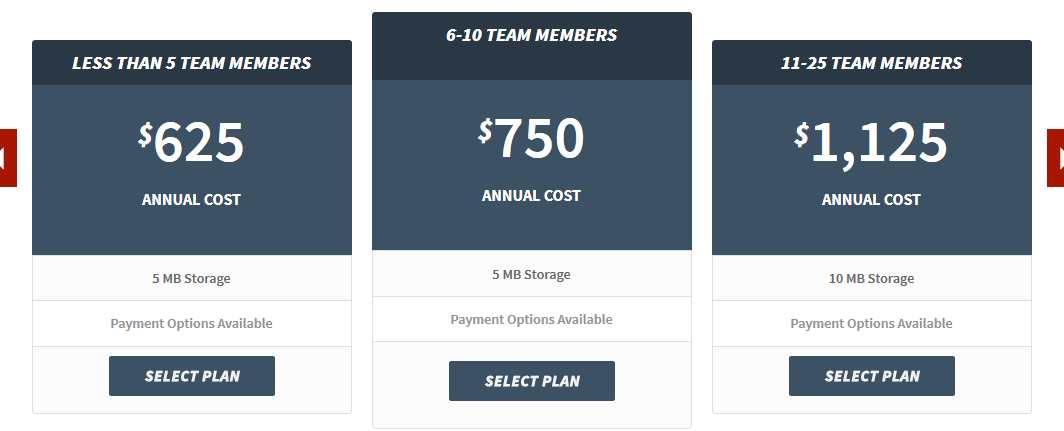 LESS THAN 5 TEAM MEMBERS
$625
ANNUAL COST
5 MB Storage
Payment Options Available
SELECT PLAN
6-10 TEAM MEMBERS
$750
ANNUAL COST
5 MB Storage
Payment Options Available
SELECT PLAN
11-25 TEAM MEMBERS
$1,125
ANNUAL COST
10 MB Storage
Payment Options Available
SELECT PLAN